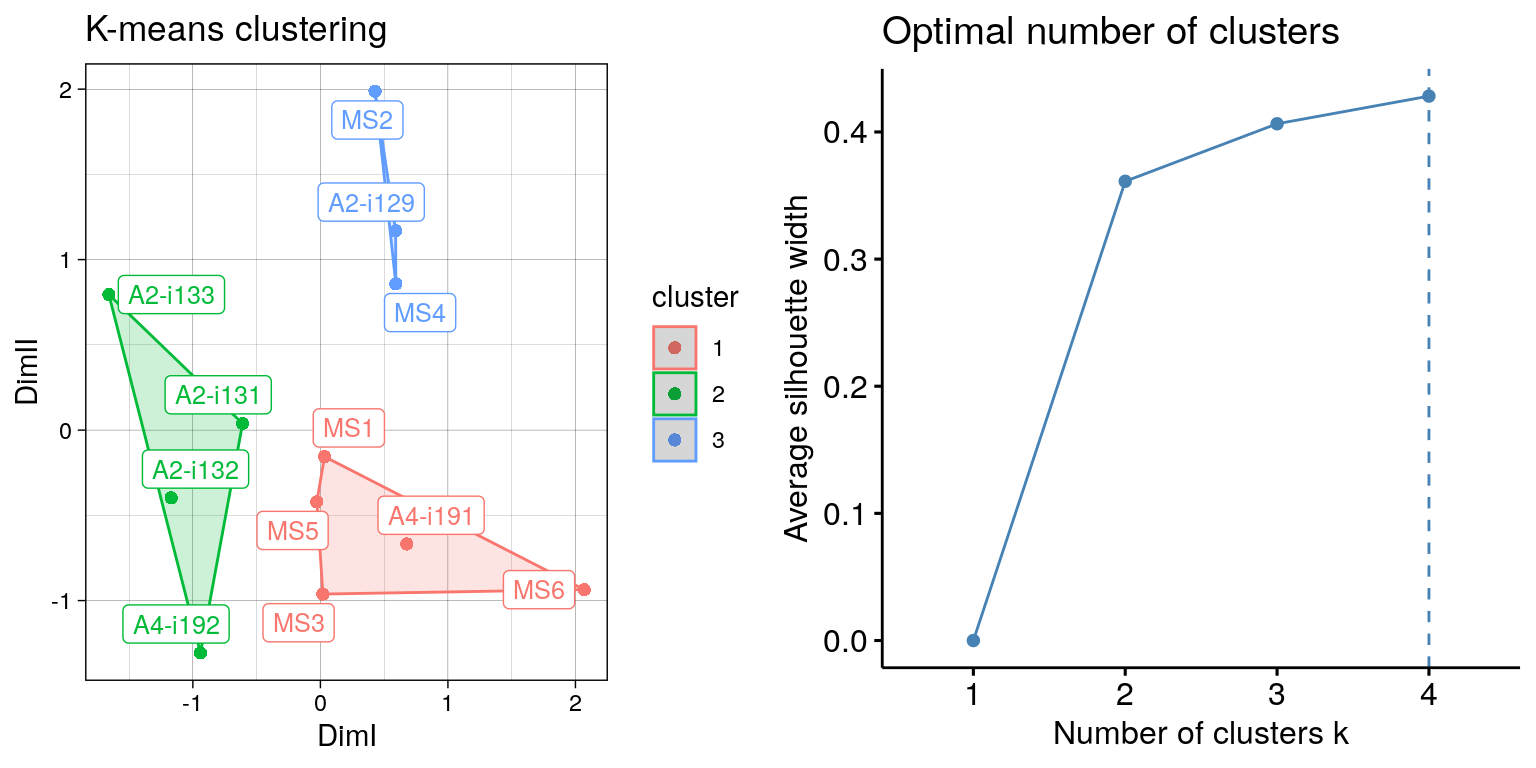 K-means clustering
2
1
0
-1
DimII
-1
0
1
2
DimI
MS2
A2-i129
MS4
A2-i133
A2-i131
A2-i132
A4-i192
MS1
MS5
A4-i191
MS6
MS3
cluster
1
2
3
Optimal number of clusters
0.4
0.3
0.2
0.1
0.0
Average silhouette width
1
2
3
4
Number of clusters k